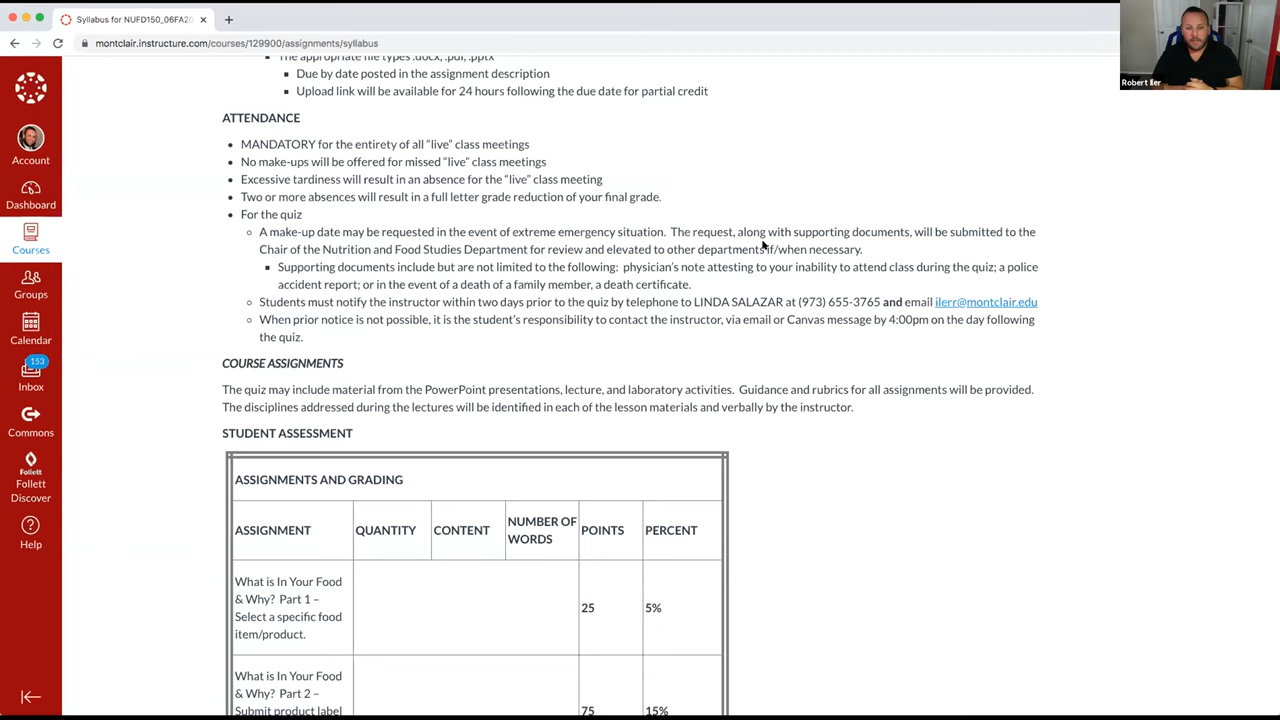 Syllabus for NUFD150_06FA20
montclair.instructure.com/courses/129900/assignments/syllabus
Robert Iler
Account
Dashboard
Courses
Groups
Calendar
153
Inbox
Commons
Follett
Follett
Discover
Help
The appropriate file types .docx, .pdf, .pptx
Due by date posted in the assignment description
Upload link will be available for 24 hours following the due date for partial credit
ATTENDANCE
MANDATORY for the entirety of all “live” class meetings
No make-ups will be offered for missed “live” class meetings
Excessive tardiness will result in an absence for the “live” class meeting
Two or more absences will result in a full letter grade reduction of your final grade.
For the quiz
A make-up date may be requested in the event of extreme emergency situation. The request, along with supporting documents, will be submitted to the
Chair of the Nutrition and Food Studies Department for review and elevated to other departments if/when necessary.
Supporting documents include but are not limited to the following: physician’s note attesting to your inability to attend class during the quiz; a police
accident report; or in the event of a death of a family member, a death certificate.
Students must notify the instructor within two days prior to the quiz by telephone to LINDA SALAZAR at (973) 655-3765 and email ilerr@montclair.edu
When prior notice is not possible, it is the student’s responsibility to contact the instructor, via email or Canvas message by 4:00pm on the day following
the quiz.
COURSE ASSIGNMENTS
The quiz may include material from the PowerPoint presentations, lecture, and laboratory activities. Guidance and rubrics for all assignments will be provided.
The disciplines addressed during the lectures will be identified in each of the lesson materials and verbally by the instructor.
STUDENT ASSESSMENT
ASSIGNMENTS AND GRADING
ASSIGNMENT QUANTITY CONTENT NUMBER OF WORDS POINTS PERCENT
What is In Your Food
& Why? Part 1 –
Select a specific food
item/product.
25 5%
What is In Your Food
& Why? Part 2 –
Submit product label
75 15%